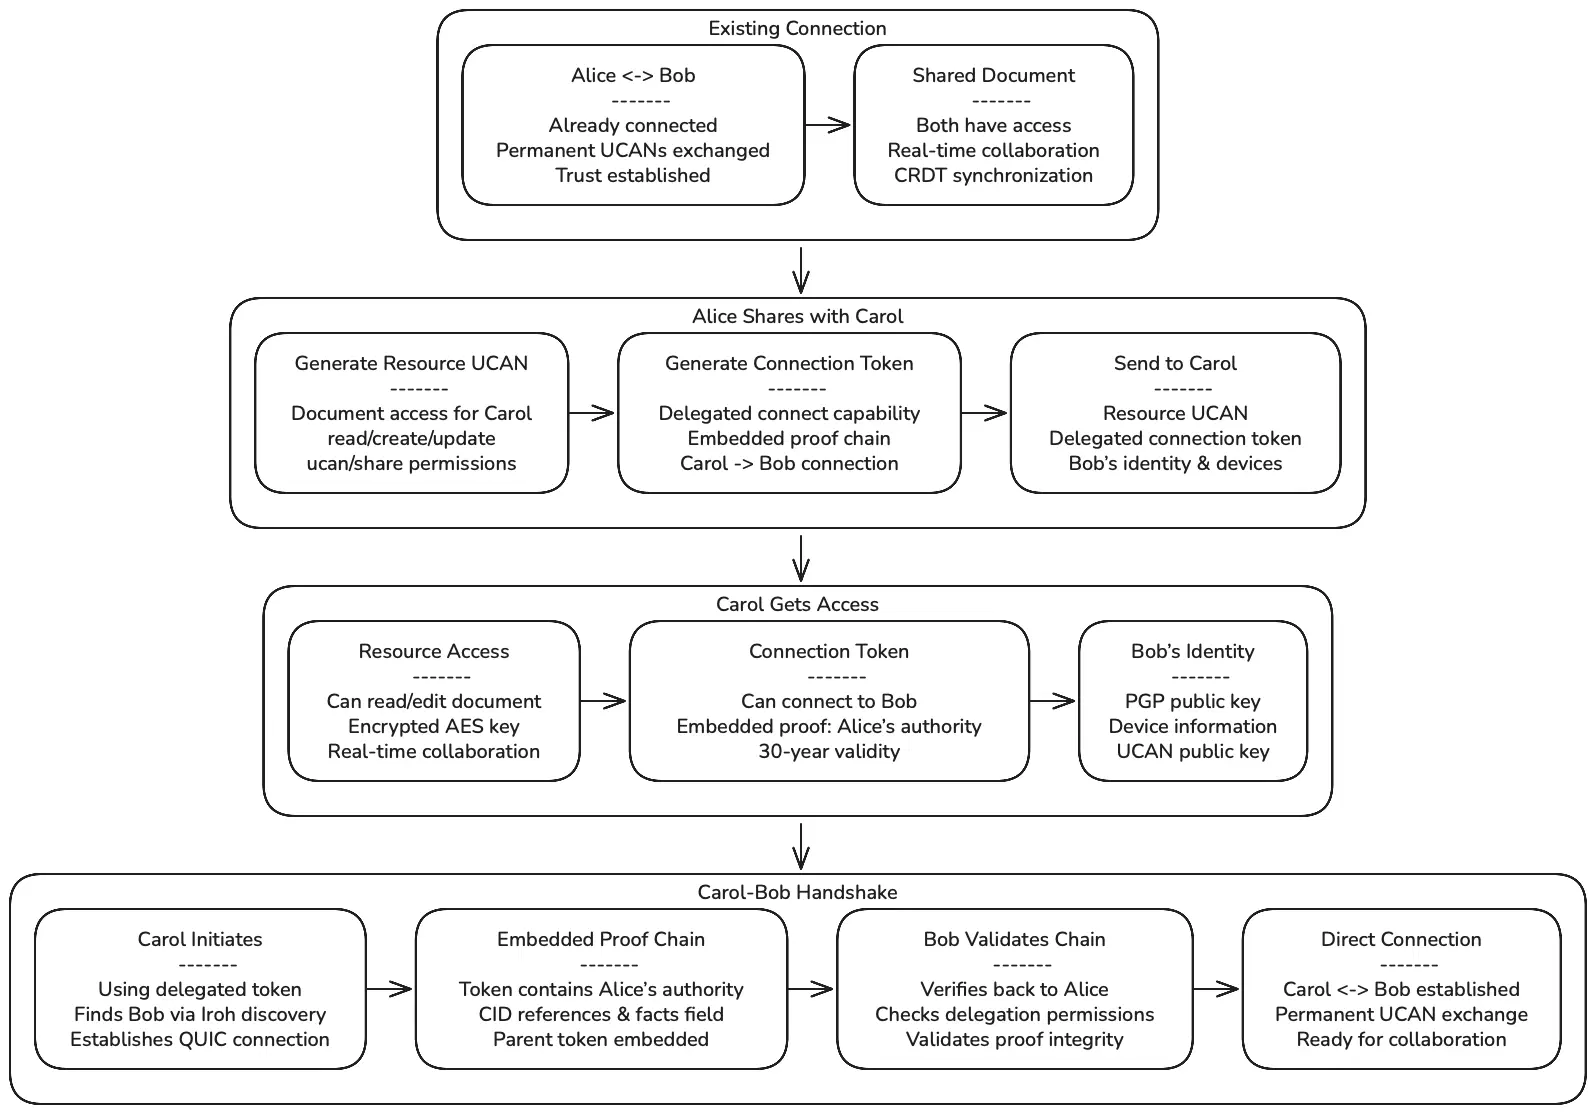 Existing Connection
Alice <-> Bob
-------
Already connected
Permanent UCANs exchanged
Trust established
Shared Document
-------
Both have access
Real-time collaboration
CRDT synchronization
Alice Shares with Carol
Generate Resource UCAN
-------
Document access for Carol
read/create/update
ucan/share permissions
Generate Connection Token
-------
Delegated connect capability
Embedded proof chain
Carol -> Bob connection
Send to Carol
-------
Resource UCAN
Delegated connection token
Bob’s identity & devices
Carol Gets Access
Resource Access
-------
Can read/edit document
Encrypted AES key
Real-time collaboration
Connection Token
-------
Can connect to Bob
Embedded proof: Alice’s authority
30-year validity
Bob’s Identity
-------
PGP public key
Device information
UCAN public key
Carol-Bob Handshake
Carol Initiates
-------
Using delegated token
Finds Bob via Iroh discovery
Establishes QUIC connection
Embedded Proof Chain
-------
Token contains Alice’s authority
CID references & facts field
Parent token embedded
Bob Validates Chain
-------
Verifies back to Alice
Checks delegation permissions
Validates proof integrity
Direct Connection
-------
Carol <-> Bob established
Permanent UCAN exchange
Ready for collaboration